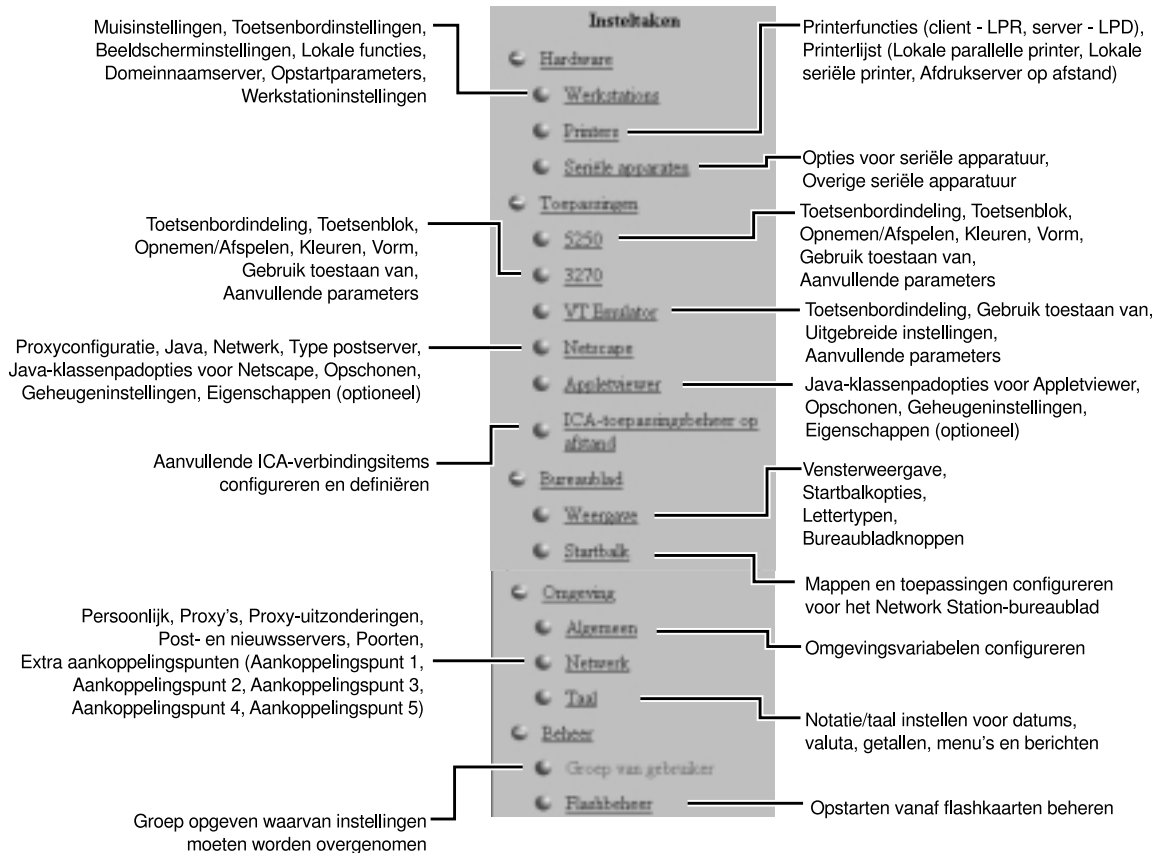 Muisinstellingen, Toetsenbordinstellingen,
Beeldscherminstellingen, Lokale functies,
Domeinnaamserver, Opstartparameters,
Werkstationinstellingen
Toetsenbordindeling, Toetsenblok,
Opnemen/Afspelen, Kleuren, Vorm,
Gebruik toestaan van,
Aanvullende parameters
Proxyconfiguratie, Java, Netwerk, Type postserver,
Java-klassenpadopties voor Netscape, Opschonen,
Geheugeninstellingen, Eigenschappen (optioneel)
Aanvullende ICA-verbindingsitems
configureren en definiëren
Persoonlijk, Proxy's, Proxy-uitzonderingen,
Post- en nieuwsservers, Poorten,
Extra aankoppelingspunten (Aankoppelingspunt 1,
Aankoppelingspunt 2, Aankoppelingspunt 3,
Aankoppelingspunt 4, Aankoppelingspunt 5)
Groep opgeven waarvan instellingen
moeten worden overgenomen
Insteltaken
Hardware
Werkstations
Printers
Seriële apparaten
Toepassingen
5250
3270
VT Emulator
Netscape
Appletviewer
ICA-toepassingsbeheer op
afstand
Bureaublad
Weergave
Startbalk
Omgeving
Algemeen
Netwerk
Taal
Beheer
Groep van gebruiker
Flashbeheer
Printerfuncties (client - LPR, server - LPD),
Printerlijst (Lokale parallelle printer, Lokale
seriële printer, Afdrukserver op afstand)
Opties voor seriële apparatuur,
Overige seriële apparatuur
Toetsenbordindeling, Toetsenblok,
Opnemen/Afspelen, Kleuren, Vorm,
Gebruik toestaan van,
Aanvullende parameters
Toetsenbordindeling, Gebruik toestaan van,
Uitgebreide instellingen,
Aanvullende parameters
Java-klassenpadopties voor Appletviewer,
Opschonen, Geheugeninstellingen,
Eigenschappen (optioneel)
Vensterweergave,
Startbalkopties,
Lettertypen,
Bureaubladknoppen
Mappen en toepassingen configureren
voor het Network Station-bureaublad
Omgevingsvariabelen configureren
Notatie/taal instellen voor datums,
valuta, getallen, menu's en berichten
Opstarten vanaf flashkaarten beheren